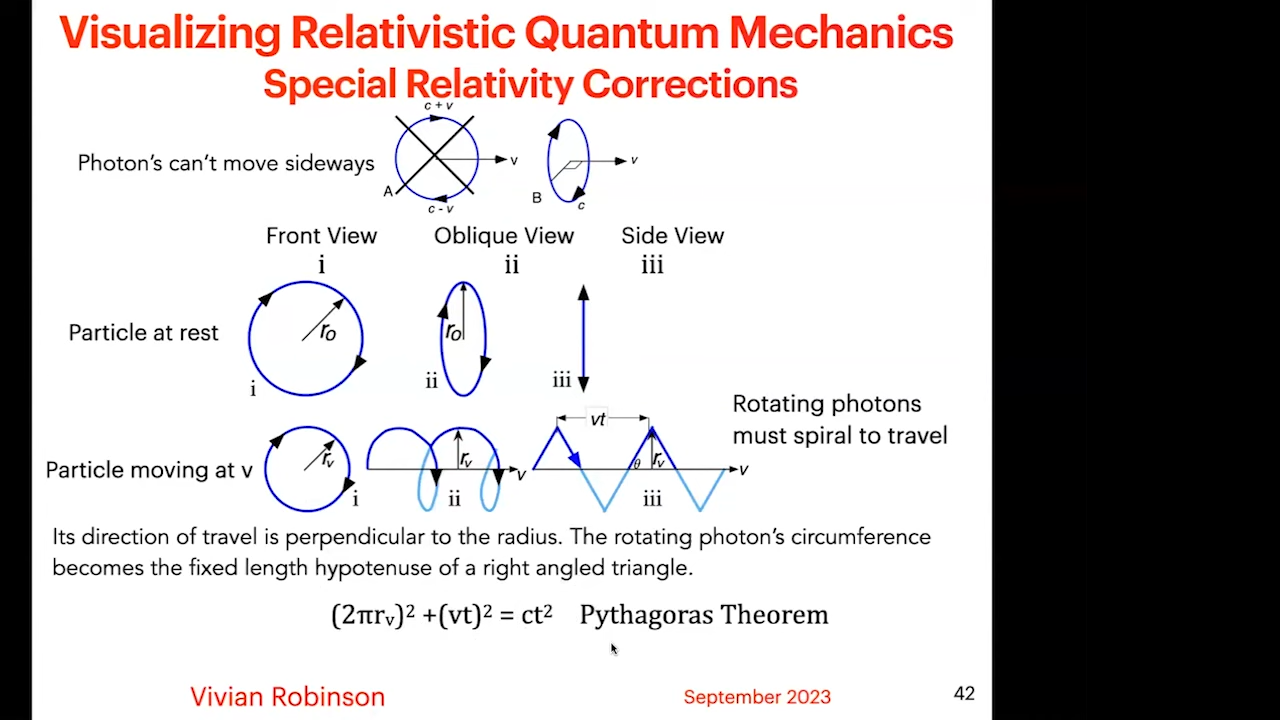 Visualizing Relativistic Quantum Mechanics
Special Relativity Corrections
c + v
Photon's can't move sideways
v
v
A
B
c - v
c
Front View
Oblique View
Side View
i
ii
iii
Particle at rest
r₀
r₀
i
ii
iii
Rotating photons
must spiral to travel
vt
Particle moving at v
rᵥ
rᵥ
v
θ
rᵥ
v
i
ii
iii
Its direction of travel is perpendicular to the radius. The rotating photon's circumference
becomes the fixed length hypotenuse of a right angled triangle.
(2πrᵥ)² +(vt)² = ct² Pythagoras Theorem
Vivian Robinson
September 2023
42